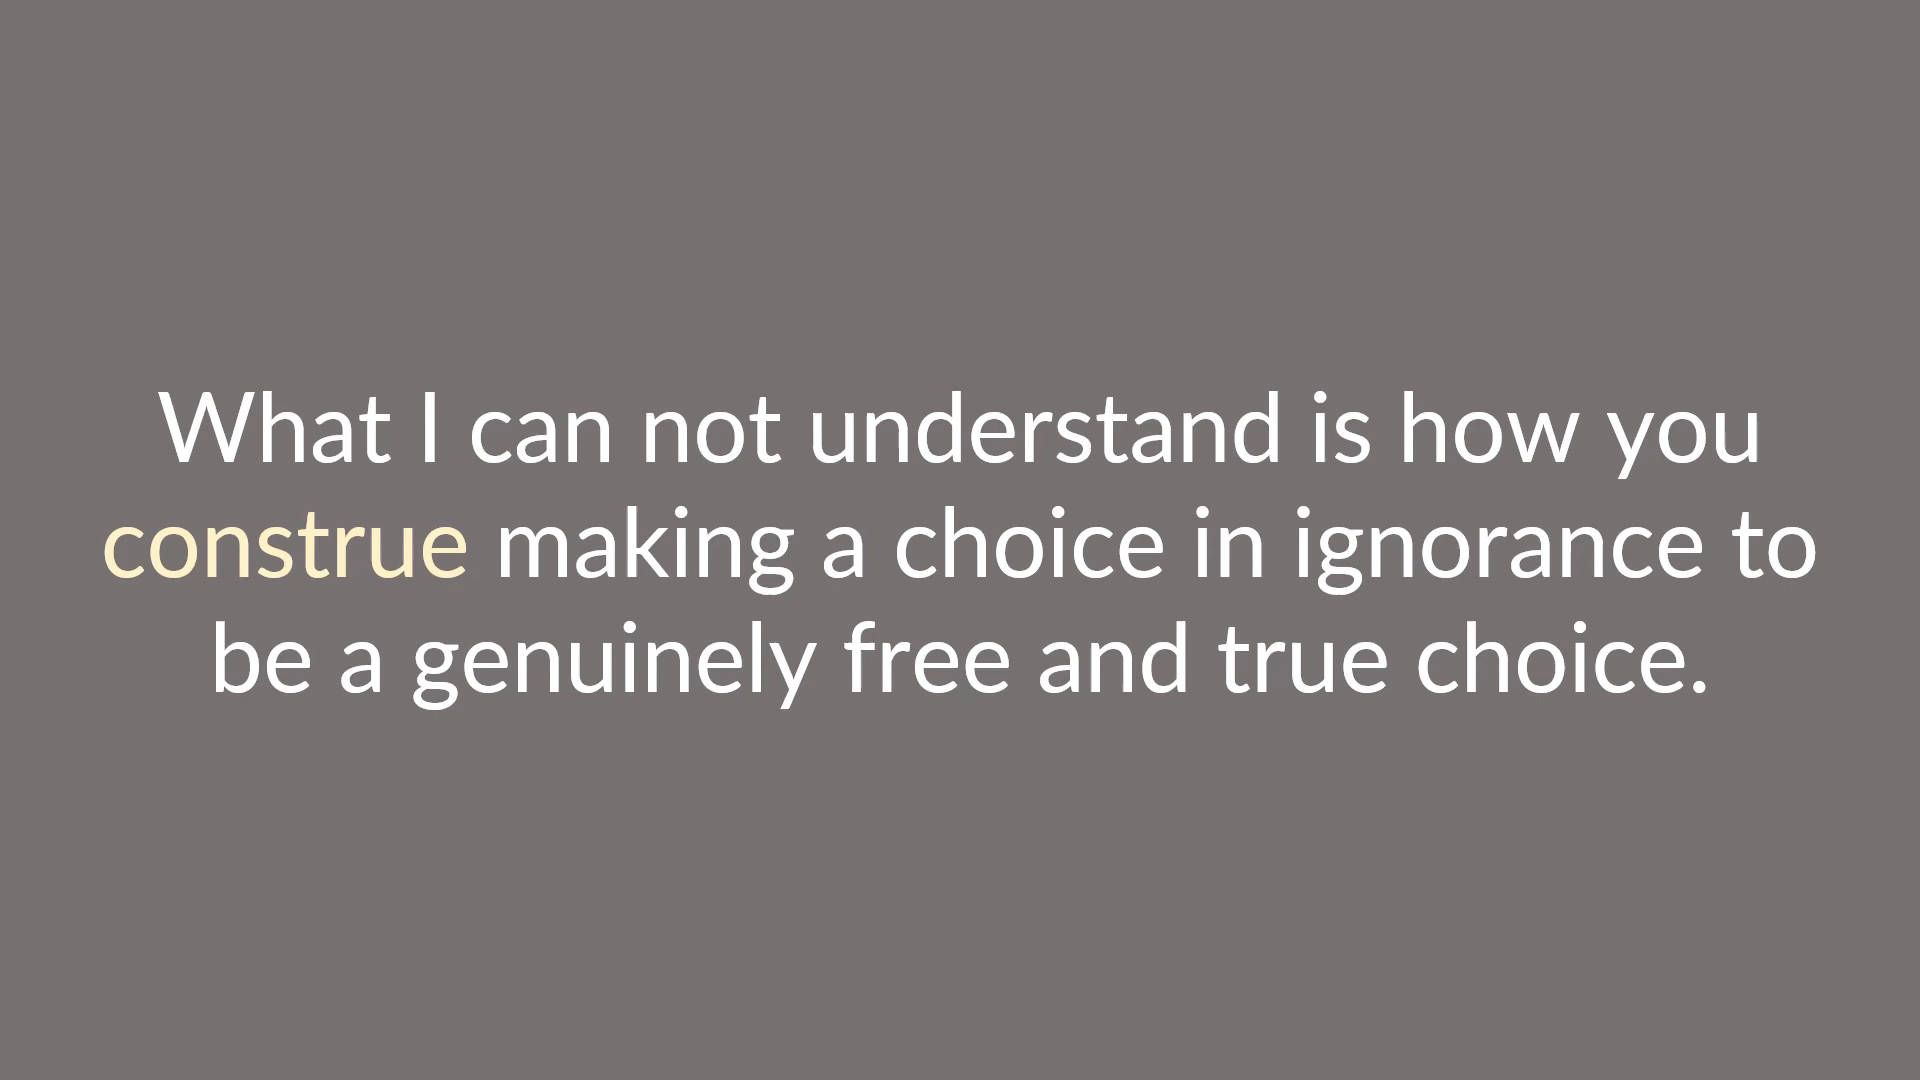 What I can not understand is how you
construe making a choice in ignorance to
be a genuinely free and true choice.